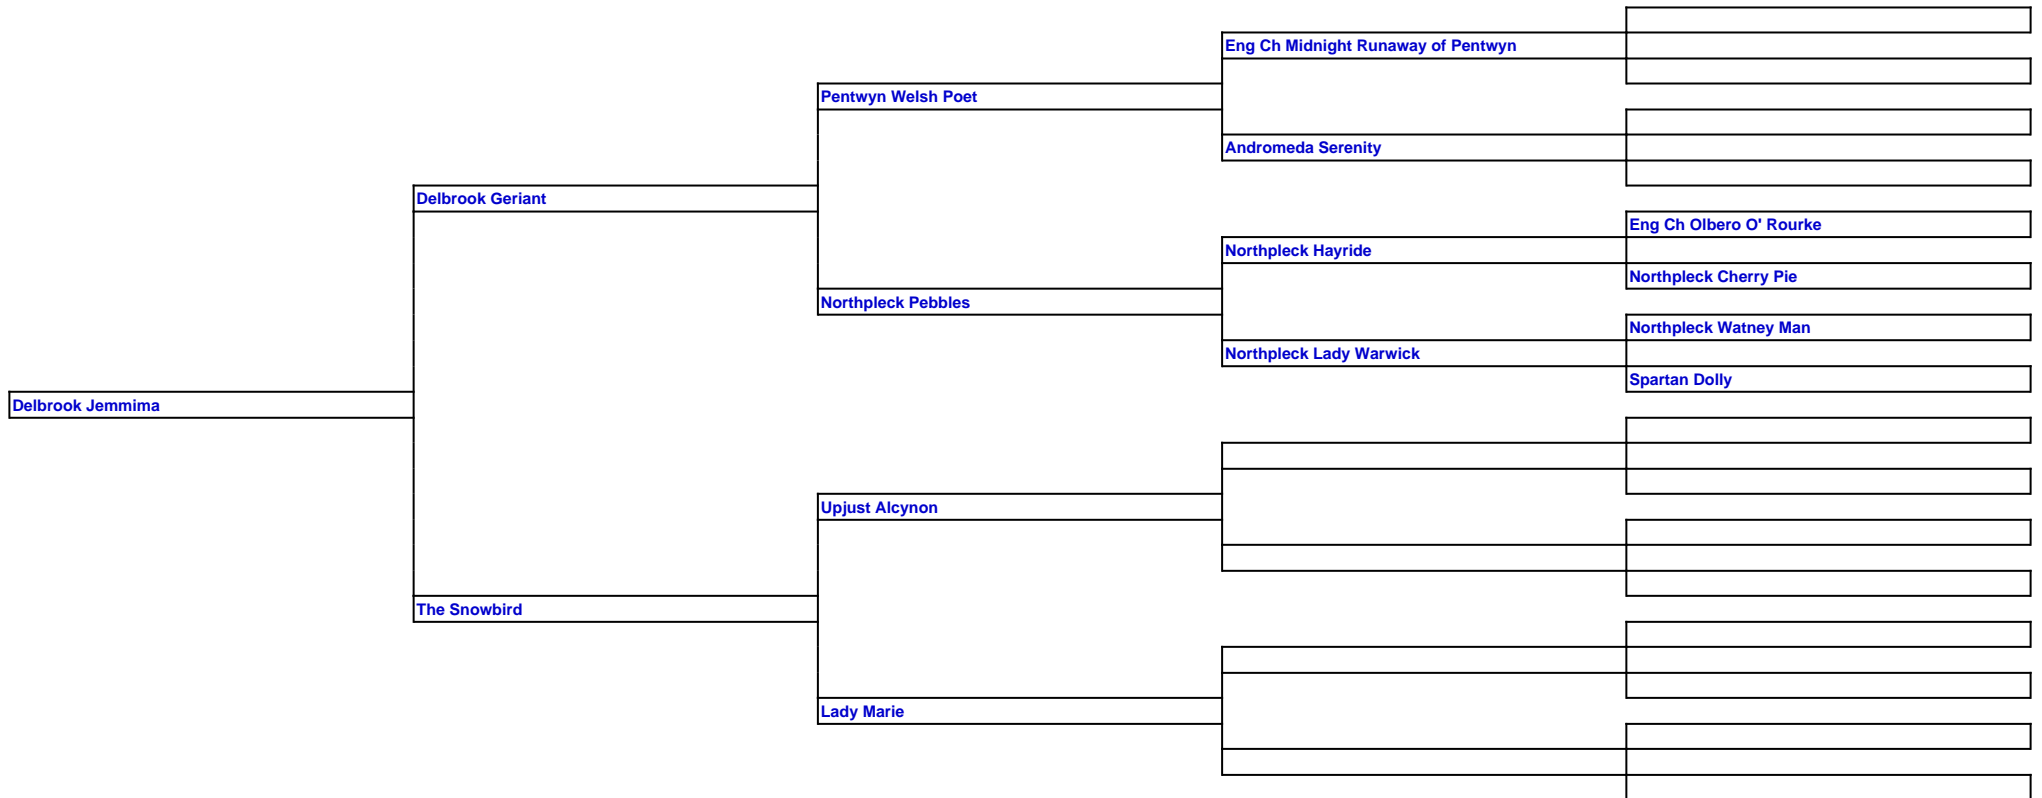 Eng Ch Midnight Runaway of Pentwyn
Pentwyn Welsh Poet
Andromeda Serenity
Delbrook Geriant
Eng Ch Olbero O' Rourke
Northpleck Hayride
Northpleck Cherry Pie
Northpleck Pebbles
Northpleck Watney Man
Northpleck Lady Warwick
Spartan Dolly
Delbrook Jemmima
Upjust Alcynon
The Snowbird
Lady Marie